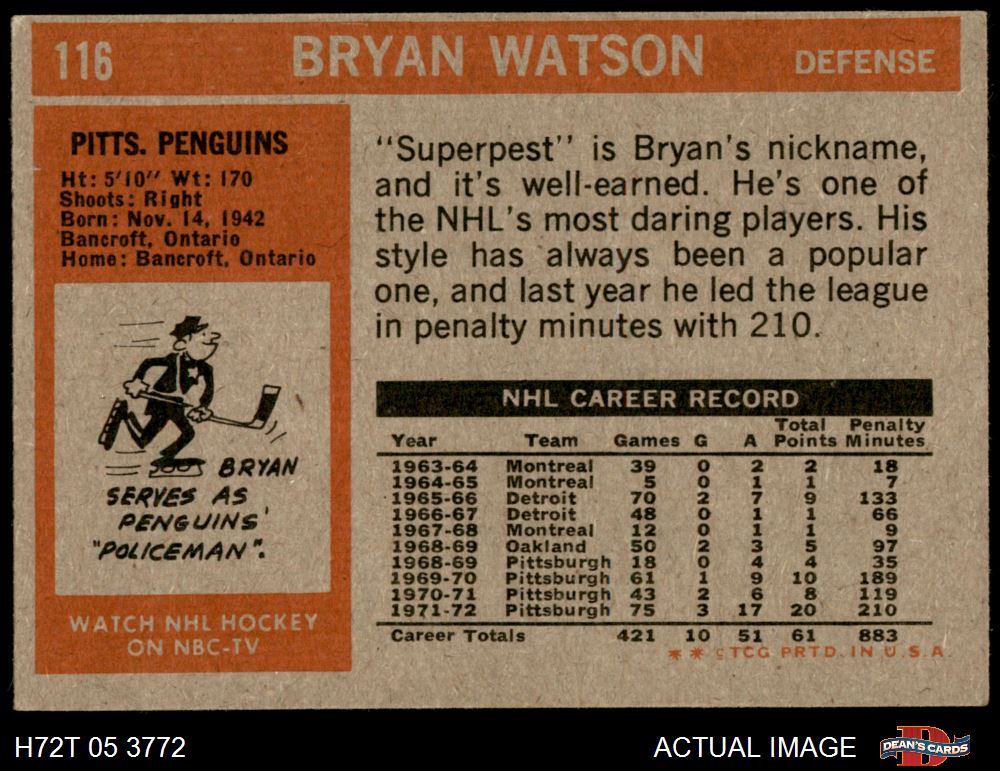 116 BRYAN WATSON DEFENSE
PITTS. PENGUINS
Ht: 5'10" Wt: 170
Shoots: Right
Born: Nov. 14, 1942
Bancroft, Ontario
Home: Bancroft, Ontario
BRYAN
SERVES AS
PENGUINS'
"POLICEMAN".
WATCH NHL HOCKEY
ON NBC-TV
"Superpest" is Bryan's nickname,
and it's well-earned. He's one of
the NHL's most daring players. His
style has always been a popular
one, and last year he led the league
in penalty minutes with 210.
NHL CAREER RECORD
Total Penalty
Year Team Games G A Points Minutes
1963-64 Montreal 39 0 2 2 18
1964-65 Montreal 5 0 1 1 7
1965-66 Detroit 70 2 7 9 133
1966-67 Detroit 48 0 1 1 66
1967-68 Montreal 12 0 1 1 9
1968-69 Oakland 50 2 3 5 97
1968-69 Pittsburgh 18 0 4 4 35
1969-70 Pittsburgh 61 1 9 10 189
1970-71 Pittsburgh 43 2 6 8 119
1971-72 Pittsburgh 75 3 17 20 210
Career Totals 421 10 51 61 883
* * © TCG PRTD. IN U.S.A.
H72T 05 3772
ACTUAL IMAGE
DEAN'S CARDS